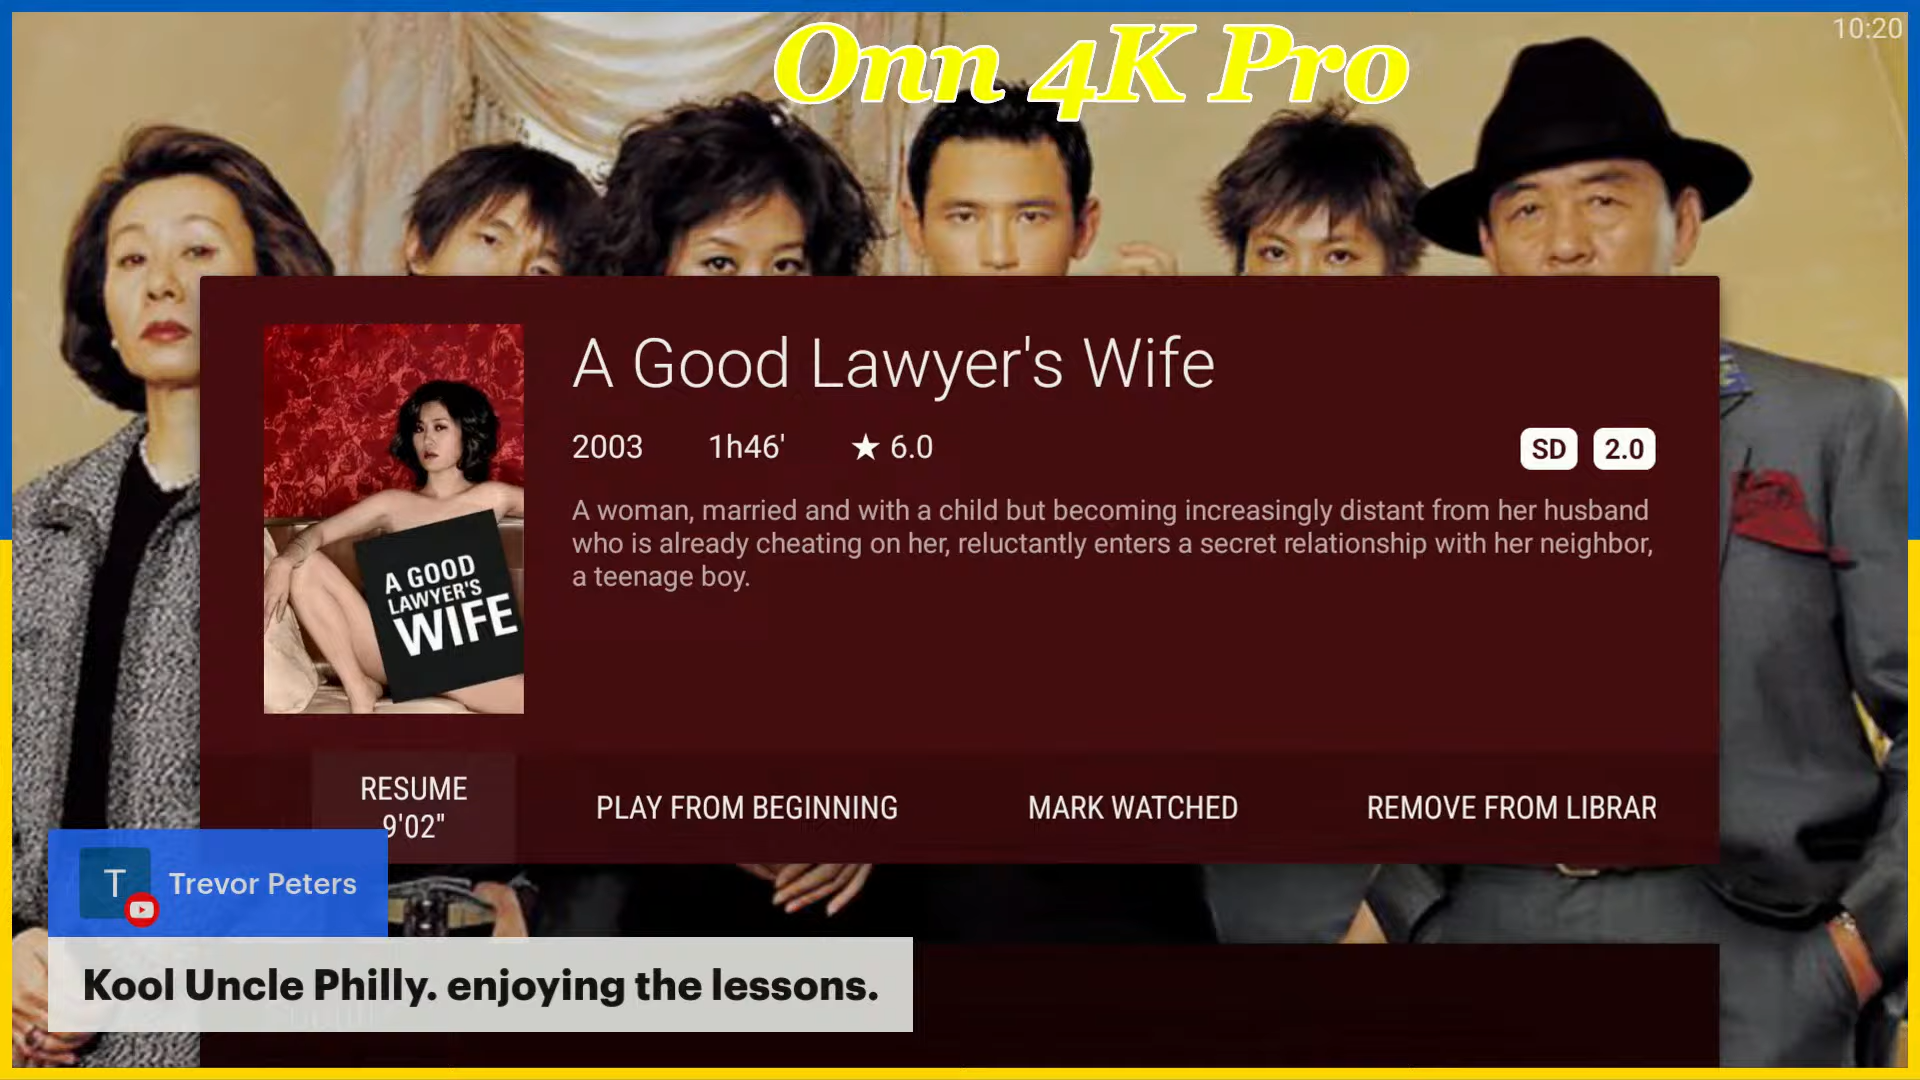 Onn 4K Pro
10:20
A Good Lawyer's Wife
2003 1h46' ★ 6.0 SD 2.0
A woman, married and with a child but becoming increasingly distant from her husband
who is already cheating on her, reluctantly enters a secret relationship with her neighbor,
a teenage boy.
A GOOD
LAWYER'S
WIFE
RESUME
9'02"
PLAY FROM BEGINNING
MARK WATCHED
REMOVE FROM LIBRAR
T
Trevor Peters
Kool Uncle Philly. enjoying the lessons.